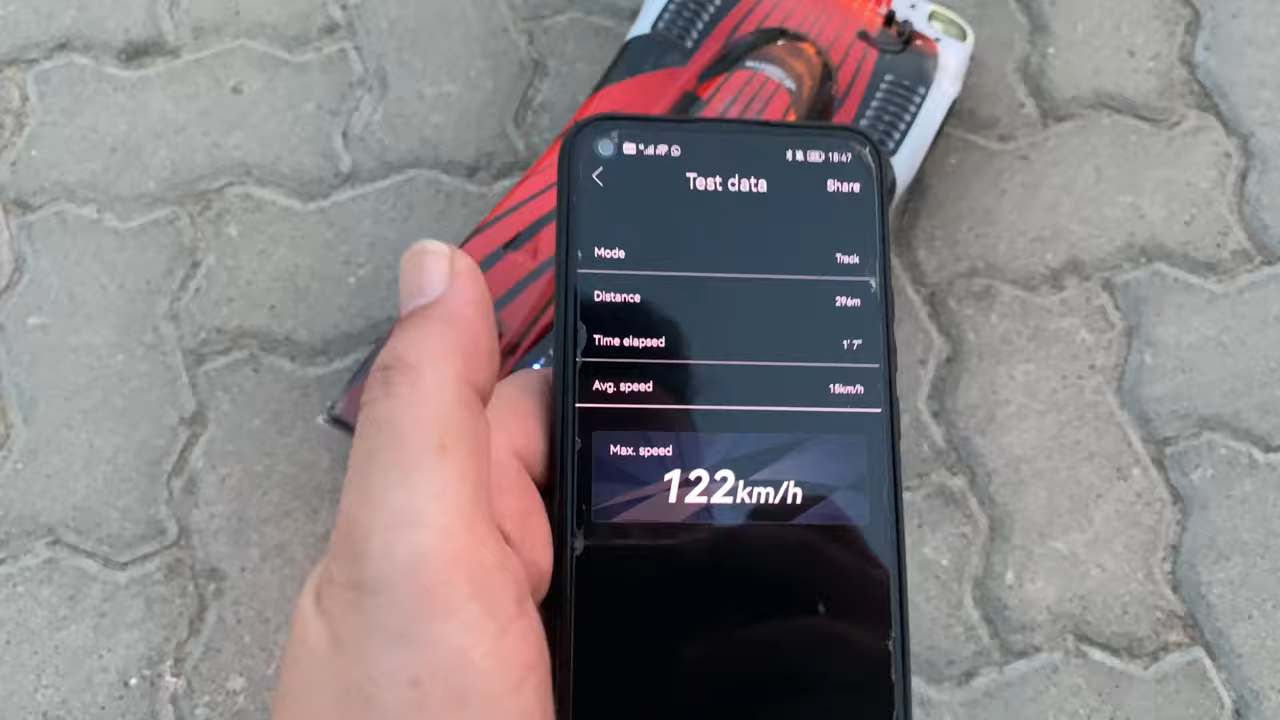 18:47
Test data
Share
Mode
Track
Distance
296m
Time elapsed
1' 7"
Avg. speed
15km/h
Max. speed
122km/h